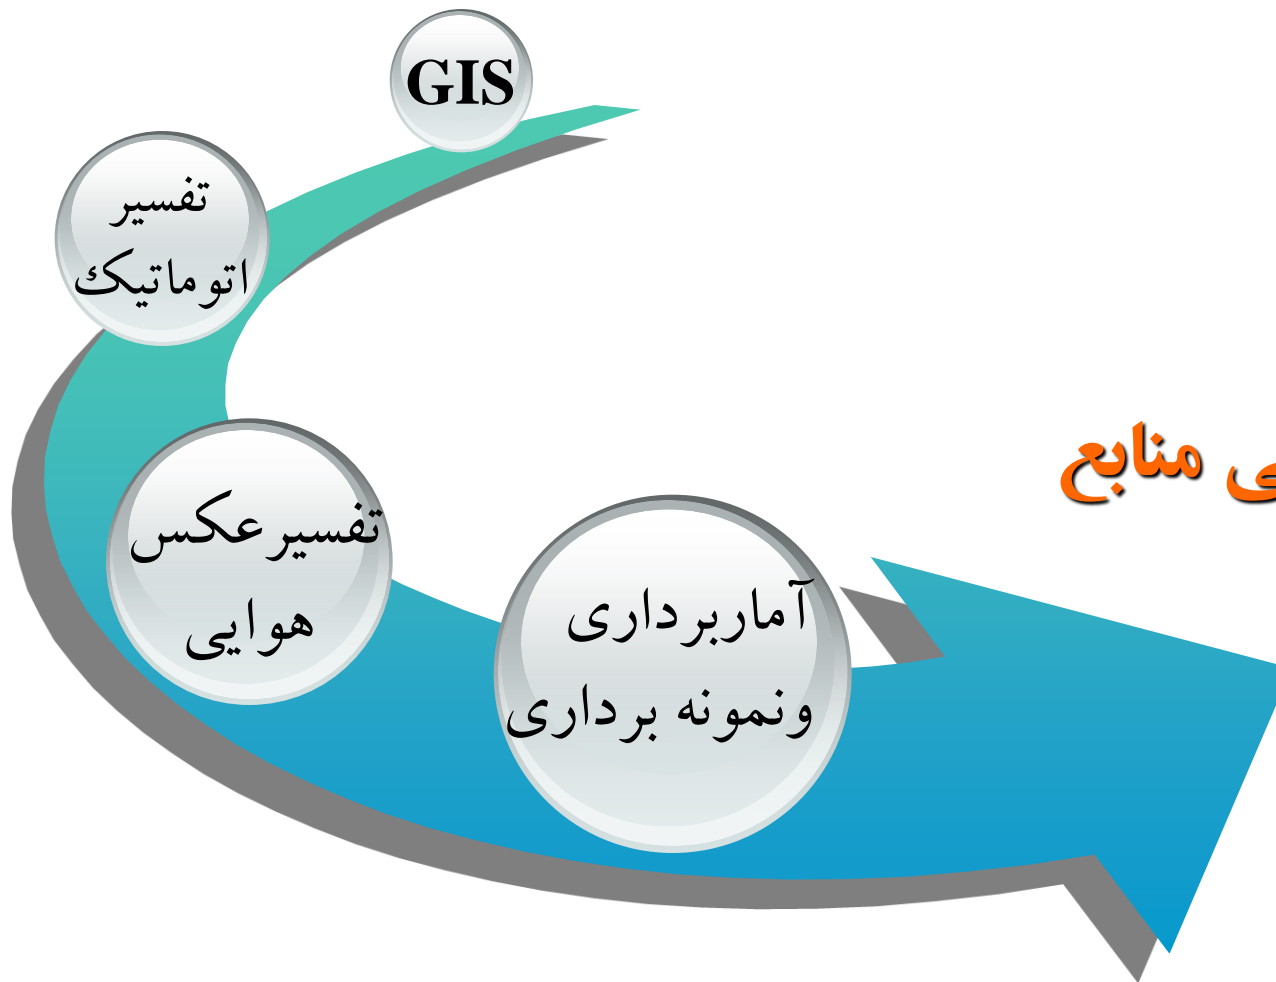 GIS
تفسیر
اتوماتیک
تفسیرعکس
هوایی
آماربرداری
ونمونه برداری
منابع